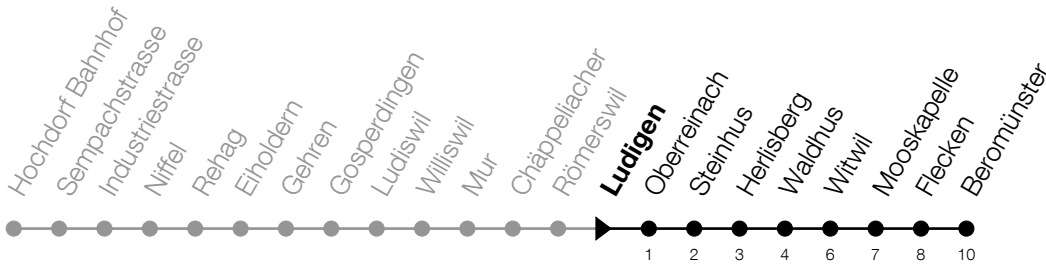 Hochdorf Bahnhof
Sempachstrasse
Industriestrasse
Niffel
Rehag
Eiholdern
Gehren
Gosperdingen
Ludiswil
Williswil
Mur
Chäppeliacher
Römerswil
Ludigen
Oberreinach
Steinhus
Herlisberg
Waldhus
Witwil
Mooskapelle
Flecken
Beromünster
1 2 3 4 6 7 8 10